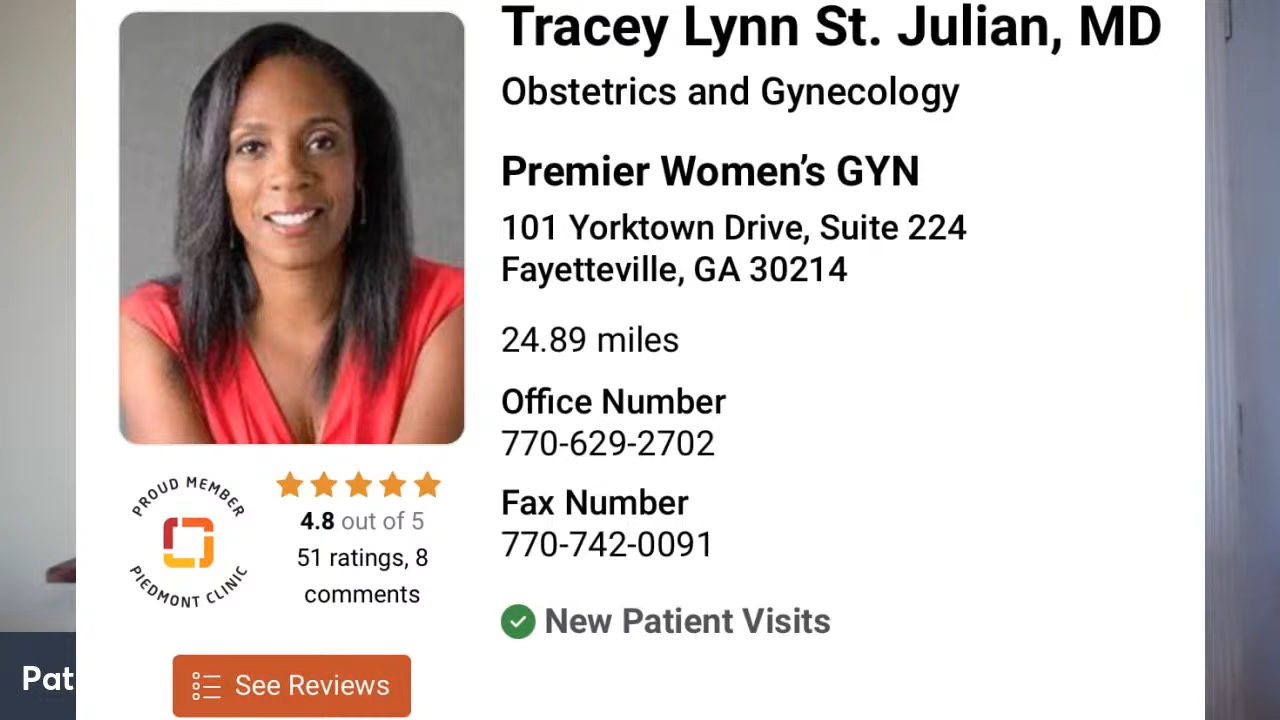 Tracey Lynn St. Julian, MD
Obstetrics and Gynecology
Premier Women’s GYN
101 Yorktown Drive, Suite 224
Fayetteville, GA 30214
24.89 miles
Office Number
770-629-2702
Fax Number
770-742-0091
New Patient Visits
PROUD MEMBER
PIEDMONT CLINIC
4.8 out of 5
51 ratings, 8
comments
See Reviews
Pat